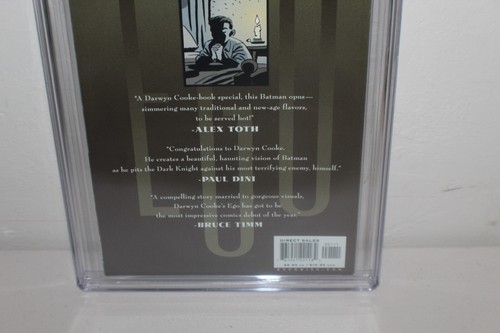 "A Darwyn Cooke-book special, this Batman opus—
simmering many traditional and new-age flavors,
to be served hot!"
-ALEX TOTH
"Congratulations to Darwyn Cooke.
He creates a beautiful, haunting vision of Batman
as he pits the Dark Knight against his most terrifying enemy, himself."
-PAUL DINI
"A compelling story married to gorgeous visuals,
Darwyn Cooke's Ego has got to be
the most impressive comics debut of the year."
-BRUCE TIMM
DIRECT SALES